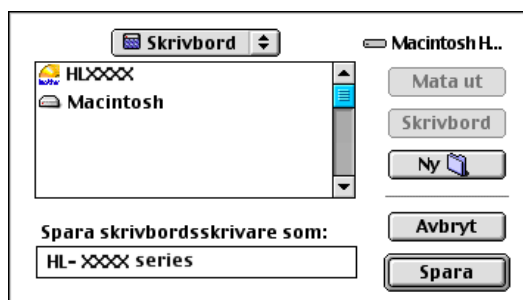 Skrivbord
Macintosh H...
HLXXXX
Macintosh
Mata ut
Skrivbord
Ny
Spara skrivbordsskrivare som:
HL-XXXX series
Avbryt
Spara